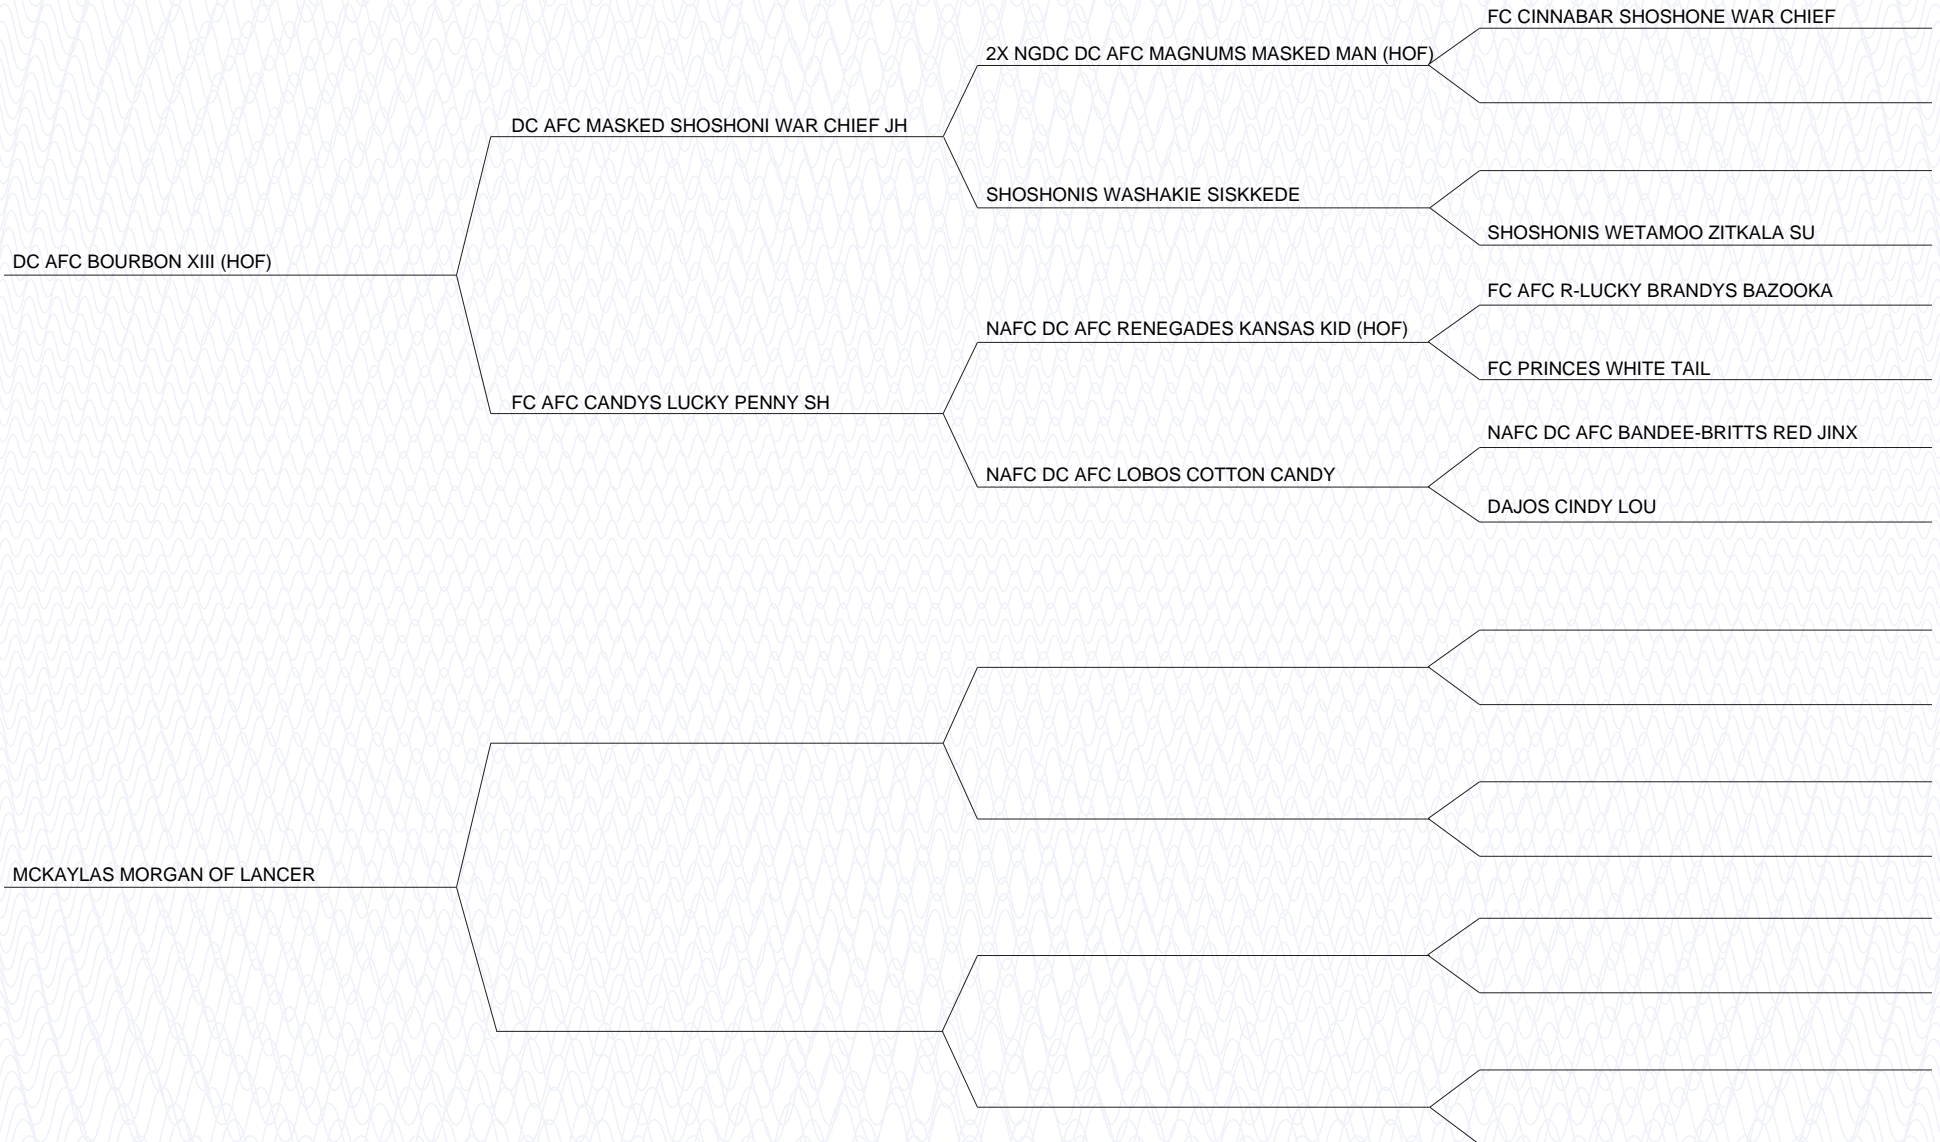 FC CINNABAR SHOSHONE WAR CHIEF
2X NGDC DC AFC MAGNUMS MASKED MAN (HOF)
DC AFC MASKED SHOSHONI WAR CHIEF JH
SHOSHONIS WASHAKIE SISKKEDE
SHOSHONIS WETAMOO ZITKALA SU
DC AFC BOURBON XIII (HOF)
FC AFC R-LUCKY BRANDYS BAZOOKA
NAFC DC AFC RENEGADES KANSAS KID (HOF)
FC PRINCES WHITE TAIL
FC AFC CANDYS LUCKY PENNY SH
NAFC DC AFC BANDEE-BRITTS RED JINX
NAFC DC AFC LOBOS COTTON CANDY
DAJOS CINDY LOU
MCKAYLAS MORGAN OF LANCER